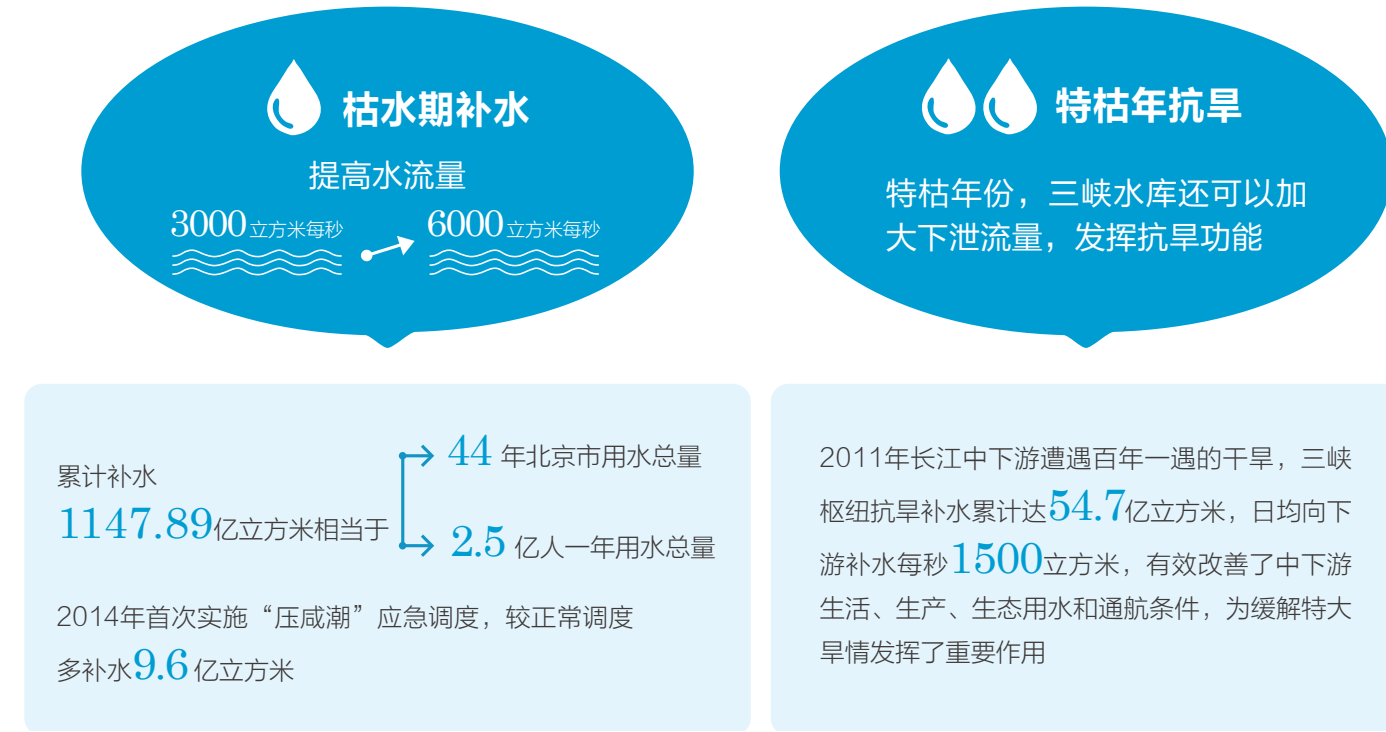 枯水期补水
提高水流量
3000立方米每秒
6000立方米每秒
累计补水
1147.89亿立方米相当于
44 年北京市用水总量
2.5 亿人一年用水总量
2014年首次实施“压咸潮”应急调度，较正常调度
多补水9.6亿立方米
特枯年抗旱
特枯年份，三峡水库还可以加
大下泄流量，发挥抗旱功能
2011年长江中下游遭遇百年一遇的干旱，三峡
枢纽抗旱补水累计达54.7亿立方米，日均向下
游补水每秒1500立方米，有效改善了中下游
生活、生产、生态用水和通航条件，为缓解特大
旱情发挥了重要作用